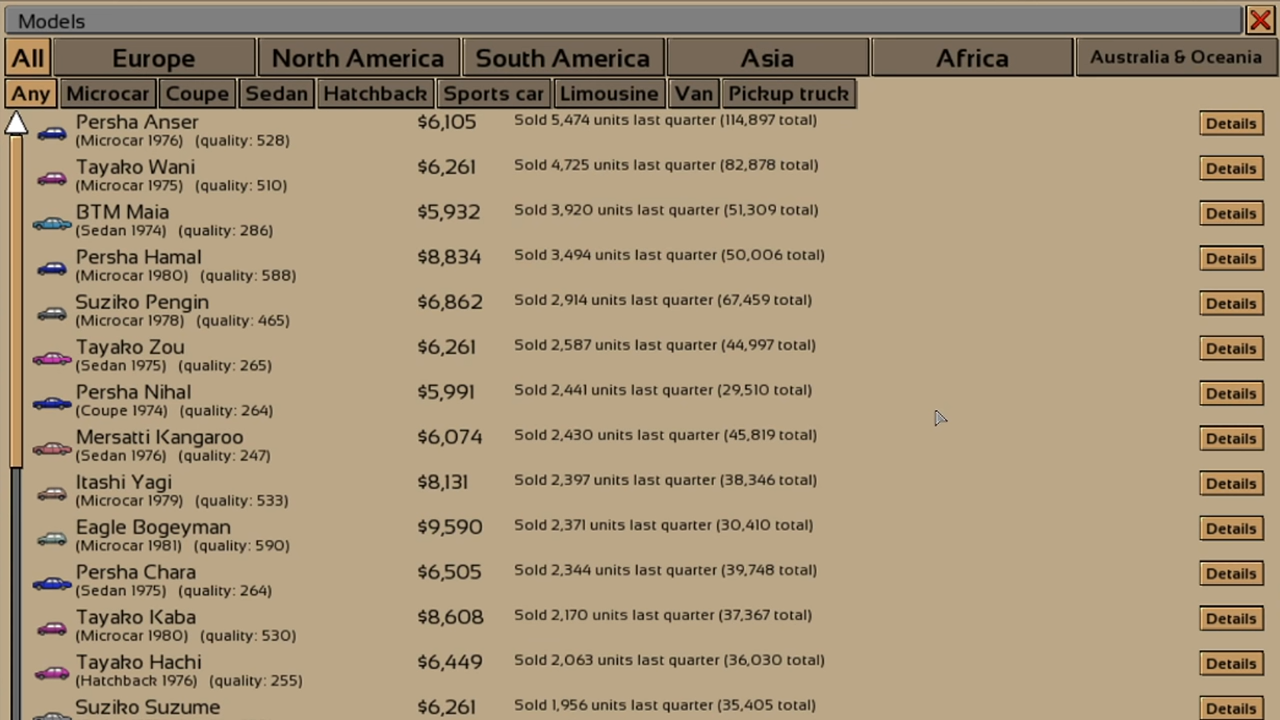 Models
All Europe North America South America Asia Africa Australia & Oceania
Any Microcar Coupe Sedan Hatchback Sports car Limousine Van Pickup truck
Persha Anser $6,105 Sold 5,474 units last quarter (114,897 total) Details
(Microcar 1976) (quality: 528)
Tayako Wani $6,261 Sold 4,725 units last quarter (82,878 total) Details
(Microcar 1975) (quality: 510)
BTM Maia $5,932 Sold 3,920 units last quarter (51,309 total) Details
(Sedan 1974) (quality: 286)
Persha Hamal $8,834 Sold 3,494 units last quarter (50,006 total) Details
(Microcar 1980) (quality: 588)
Suziko Pengin $6,862 Sold 2,914 units last quarter (67,459 total) Details
(Microcar 1978) (quality: 465)
Tayako Zou $6,261 Sold 2,587 units last quarter (44,997 total) Details
(Sedan 1975) (quality: 265)
Persha Nihal $5,991 Sold 2,441 units last quarter (29,510 total) Details
(Coupe 1974) (quality: 264)
Mersatti Kangaroo $6,074 Sold 2,430 units last quarter (45,819 total) Details
(Sedan 1976) (quality: 247)
Itashi Yagi $8,131 Sold 2,397 units last quarter (38,346 total) Details
(Microcar 1979) (quality: 533)
Eagle Bogeyman $9,590 Sold 2,371 units last quarter (30,410 total) Details
(Microcar 1981) (quality: 590)
Persha Chara $6,505 Sold 2,344 units last quarter (39,748 total) Details
(Sedan 1975) (quality: 264)
Tayako Kaba $8,608 Sold 2,170 units last quarter (37,367 total) Details
(Microcar 1980) (quality: 530)
Tayako Hachi $6,449 Sold 2,063 units last quarter (36,030 total) Details
(Hatchback 1976) (quality: 255)
Suziko Suzume $6,261 Sold 1,956 units last quarter (35,405 total) Details